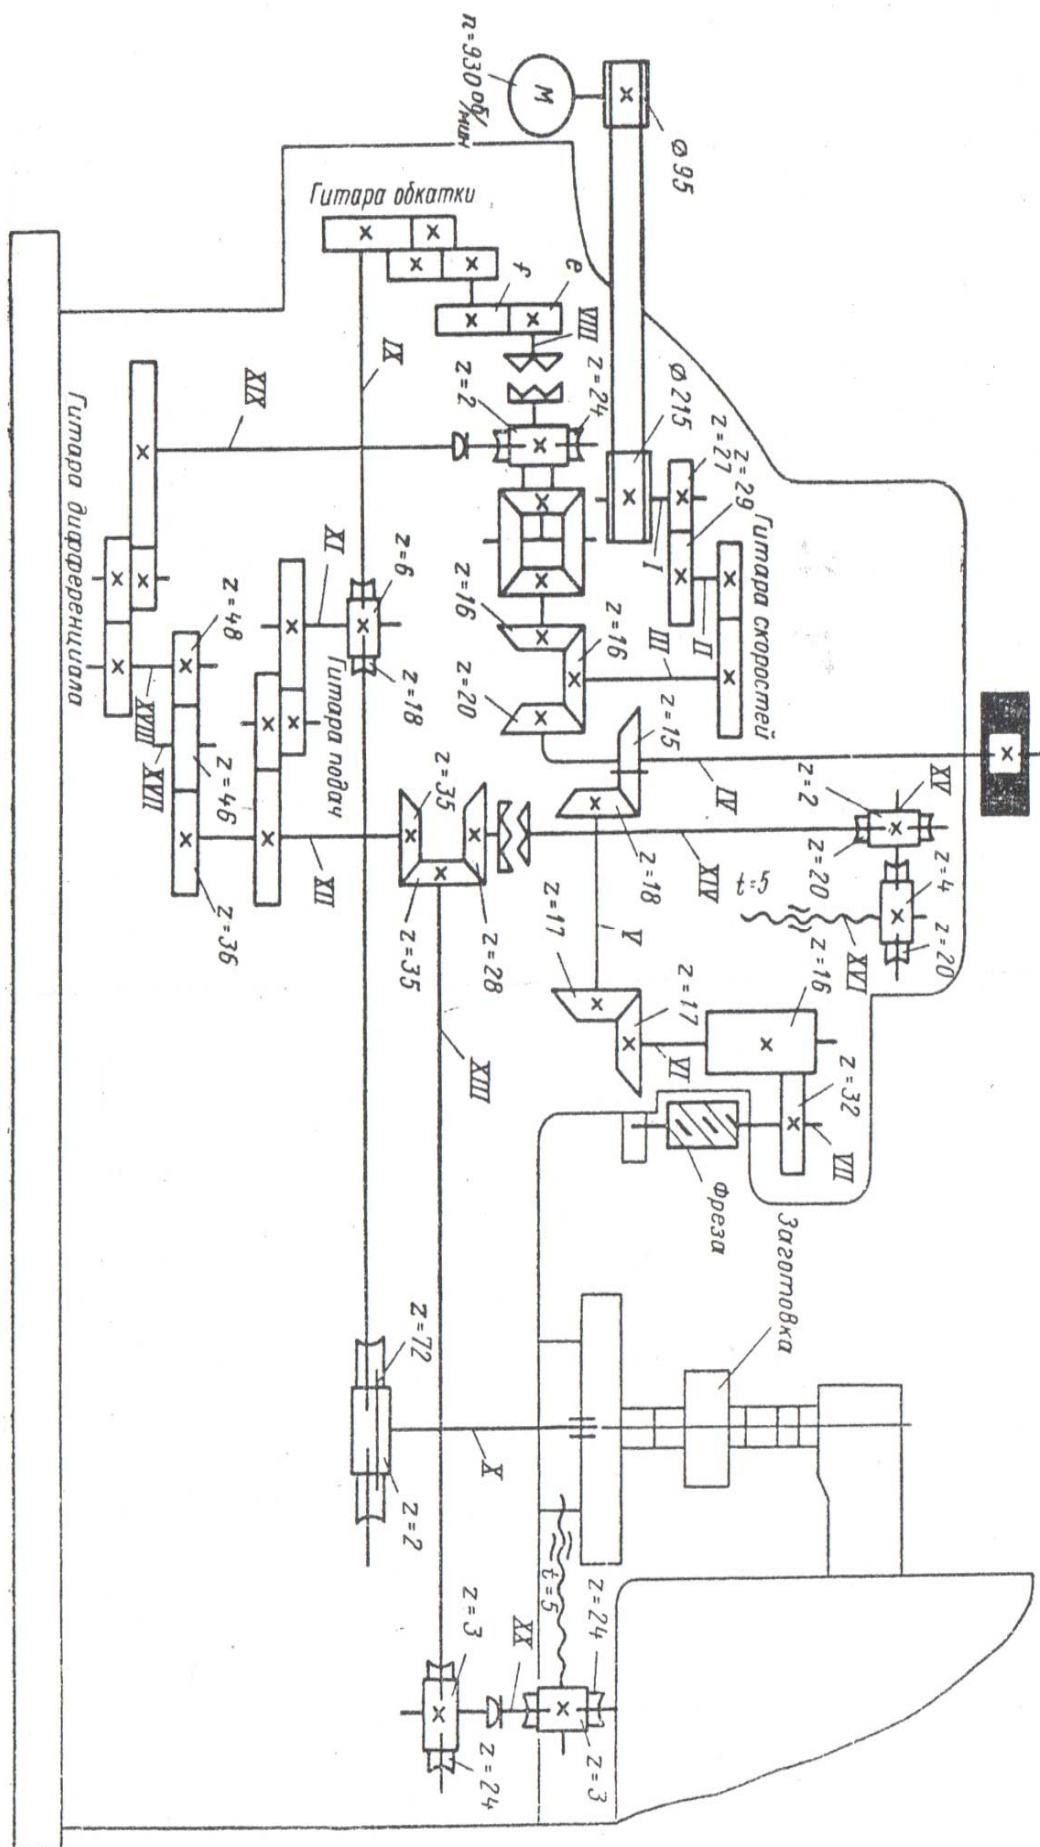 n=930 об/мин
M
⌀ 95
Гитара обкатки
f
e
VIII
z=24
z=2
⌀ 215
z=27
z=29
I
II
Гитара скоростей
III
z=16
z=16
z=20
z=15
IX
XIX
XI
z=6
z=18
Гитара подач
Гитара дифференциала
z=48
XVIII
XVII
z=46
z=36
XII
z=35
z=35
z=28
z=18
IV
XIV
V
XV
z=2
z=20
z=4
t=5
XVI
z=20
z=16
z=17
z=17
VI
z=32
VII
XIII
Фреза
Заготовка
z=72
X
z=2
t=5
z=24
z=3
XX
z=3
z=24